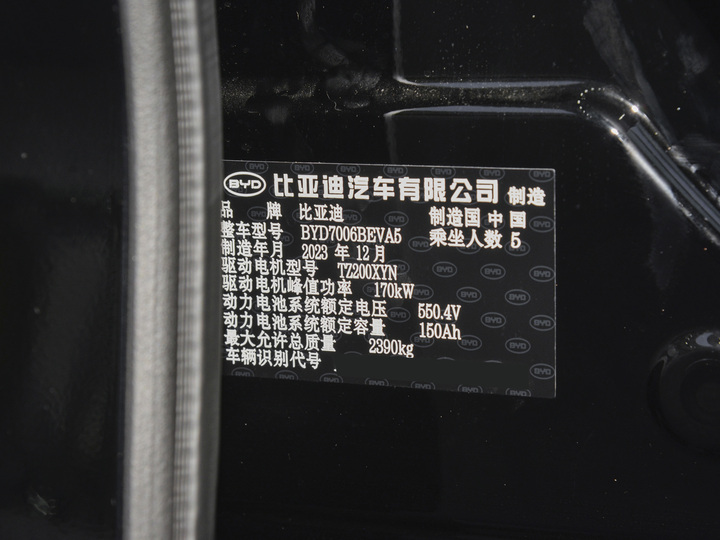 BYD 比亚迪汽车有限公司 制造
品 牌 比亚迪 制造国 中国
整车型号 BYD7006BEVA5 乘坐人数 5
制造年月 2023 年 12 月
驱动电机型号 TZ200XYN
驱动电机峰值功率 170kW
动力电池系统额定电压 550.4V
动力电池系统额定容量 150Ah
最大允许总质量 2390kg
车辆识别代号